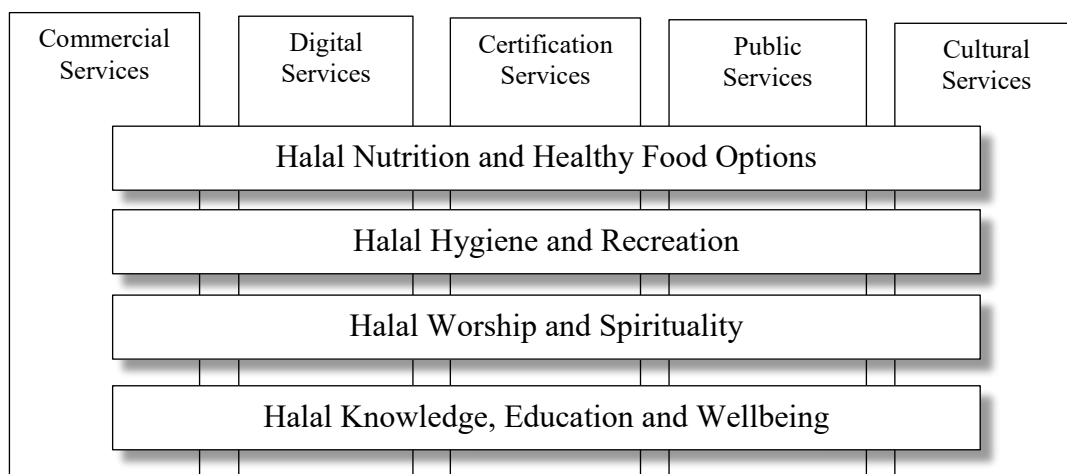 Commercial
Services
Digital
Services
Certification
Services
Public
Services
Cultural
Services
Halal Nutrition and Healthy Food Options
Halal Hygiene and Recreation
Halal Worship and Spirituality
Halal Knowledge, Education and Wellbeing